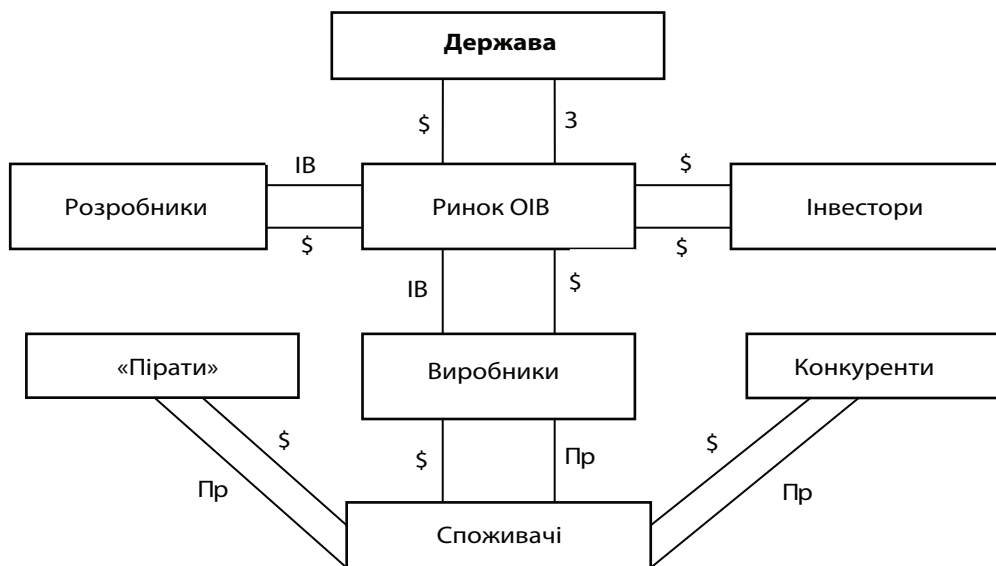 Держава
$
З
ІВ
$
Розробники
Ринок ОІВ
Інвестори
$
$
ІВ
$
«Пірати»
Виробники
Конкуренти
$
$
Пр
$
Пр
Пр
Споживачі